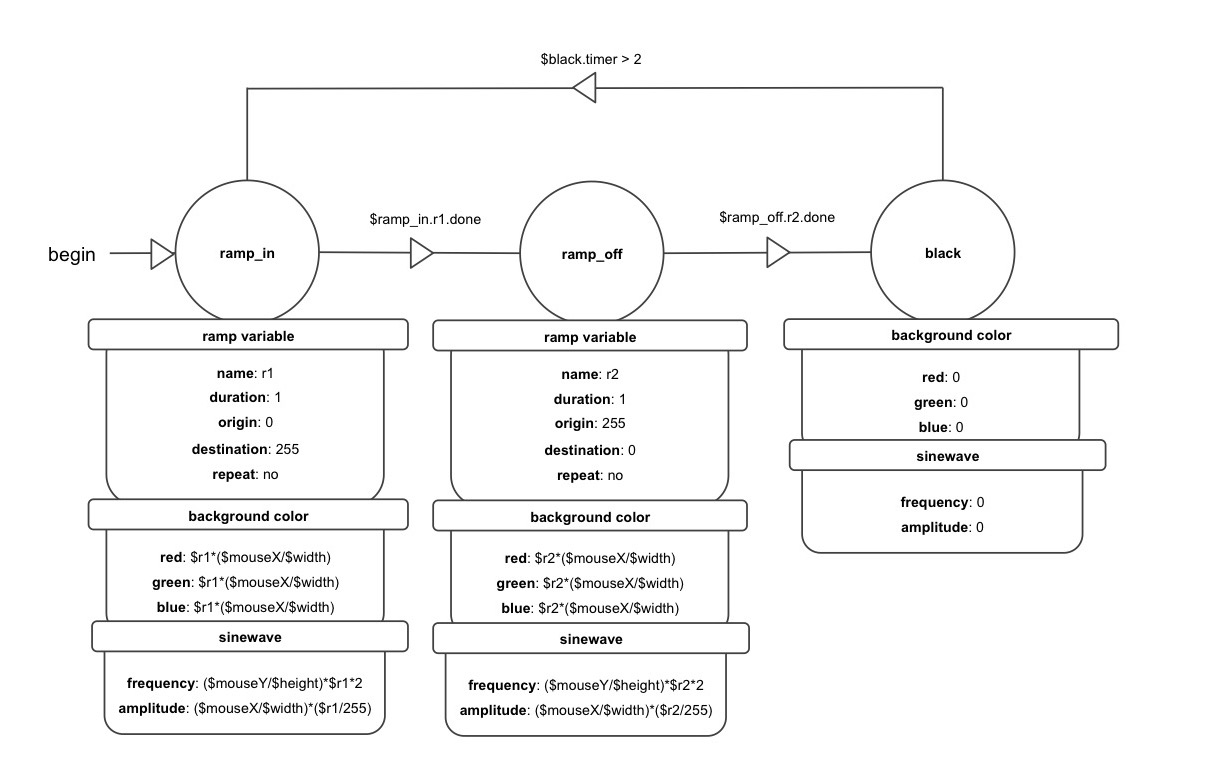 $black.timer > 2
$ramp_in.r1.done
$ramp_off.r2.done
begin
ramp_in
ramp_off
black
ramp variable
name: r1
duration: 1
origin: 0
destination: 255
repeat: no
background color
red: $r1*($mouseX/$width)
green: $r1*($mouseX/$width)
blue: $r1*($mouseX/$width)
sinewave
frequency: ($mouseY/$height)*$r1*2
amplitude: ($mouseX/$width)*($r1/255)
ramp variable
name: r2
duration: 1
origin: 255
destination: 0
repeat: no
background color
red: $r2*($mouseX/$width)
green: $r2*($mouseX/$width)
blue: $r2*($mouseX/$width)
sinewave
frequency: ($mouseY/$height)*$r2*2
amplitude: ($mouseX/$width)*($r2/255)
background color
red: 0
green: 0
blue: 0
sinewave
frequency: 0
amplitude: 0